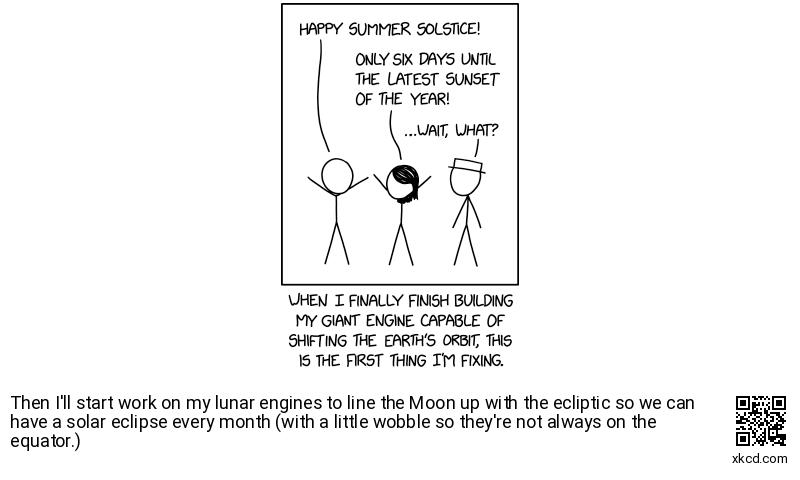 HAPPY SUMMER SOLSTICE!
ONLY SIX DAYS UNTIL
THE LATEST SUNSET
OF THE YEAR!
...WAIT, WHAT?
WHEN I FINALLY FINISH BUILDING
MY GIANT ENGINE CAPABLE OF
SHIFTING THE EARTH'S ORBIT, THIS
IS THE FIRST THING I'M FIXING.
Then I'll start work on my lunar engines to line the Moon up with the ecliptic so we can
have a solar eclipse every month (with a little wobble so they're not always on the
equator.)
xkcd.com